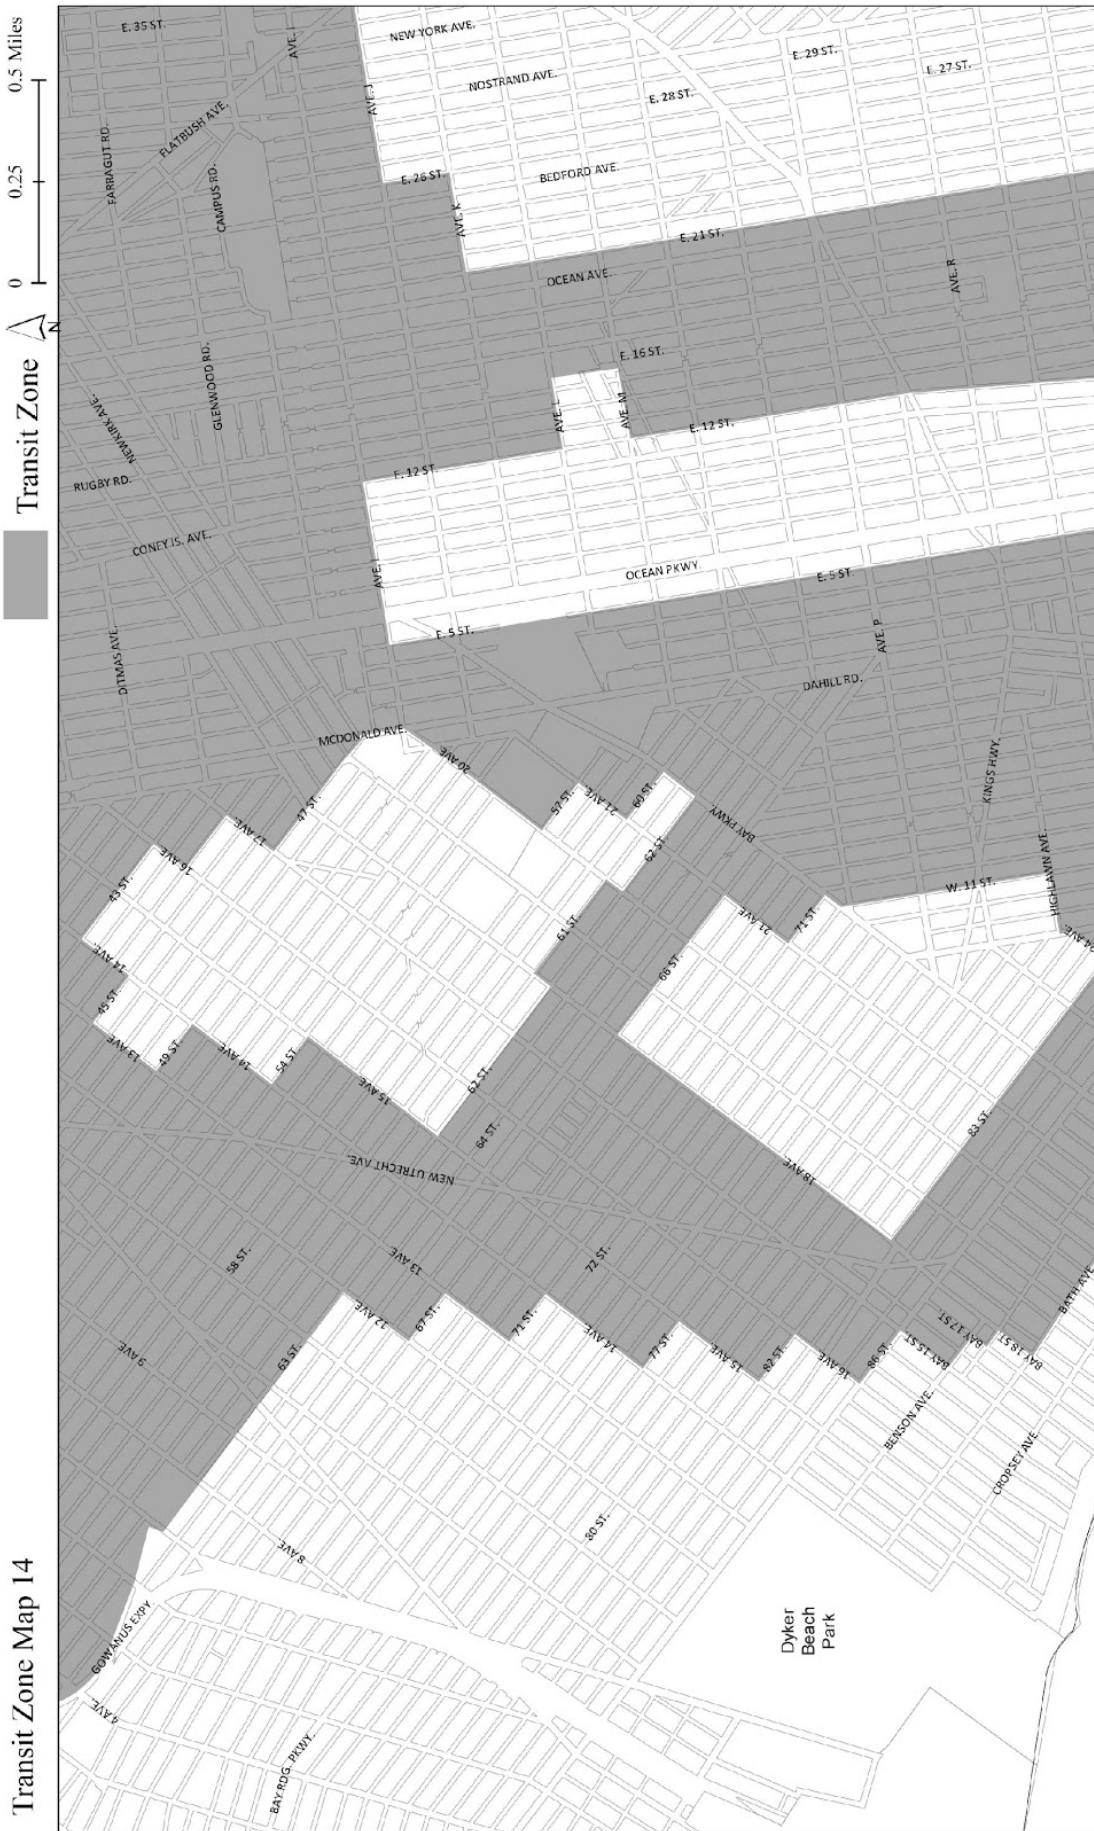 Transit Zone Map 14
Transit Zone
N
0
0.25
0.5 Miles
GOWANUS EXPY
4 AVE.
BAY RDG. PKWY.
8 AVE
9 AVE
58 ST.
63 ST.
12 AVE
67 ST.
13 AVE
71 ST.
14 AVE
72 ST.
77 ST.
15 AVE
82 ST.
16 AVE
86 ST.
BAY 15 ST
BAY 17 ST.
BAY 18 ST
BATH AVE
BENSON AVE.
CROPSEY AVE
80 ST.
Dyker
Beach
Park
NEW UTRECHT AVE.
64 ST.
62 ST.
15 AVE
54 ST.
14 AVE
49 ST.
13 AVE
45 ST.
14 AVE
43 ST.
16 AVE
17 AVE
47 ST.
MCDONALD AVE.
20 AVE
57 ST.
21 AVE
60 ST.
62 ST.
61 ST.
18 AVE
83 ST.
66 ST.
21 AVE
71 ST.
W. 11 ST.
HIGHLAWN AVE.
24 AVE
BAY PKWY.
KINGS HWY.
DAHILL RD.
AVE. P
E. 5 ST.
E. 5 ST.
OCEAN PKWY
AVE. I
DITMAS AVE.
CONEY IS. AVE.
RUGBY RD.
NEWKIRK AVE.
GLENWOOD RD.
E. 12 ST.
AVE. L
AVE. M
E. 12 ST.
E. 16 ST.
OCEAN AVE.
E. 21 ST.
AVE. R
AVE. K
E. 26 ST.
AVE. J
BEDFORD AVE.
NOSTRAND AVE.
NEW YORK AVE.
E. 28 ST.
E. 29 ST.
E. 27 ST.
CAMPUS RD.
FARRAGUT RD.
FLATBUSH AVE.
E. 35 ST.
AVE. I